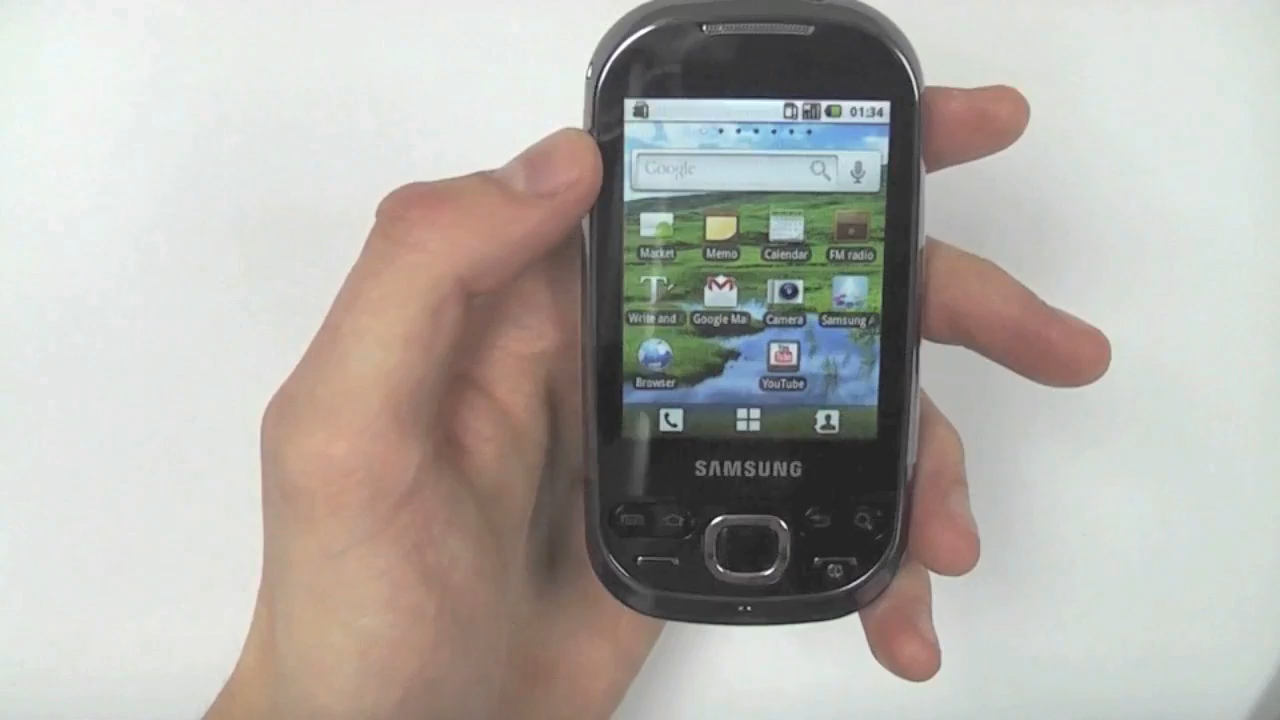 01:34
Google
Market Memo Calendar FM radio
Write and Google Ma Camera Samsung A
Browser YouTube
SAMSUNG